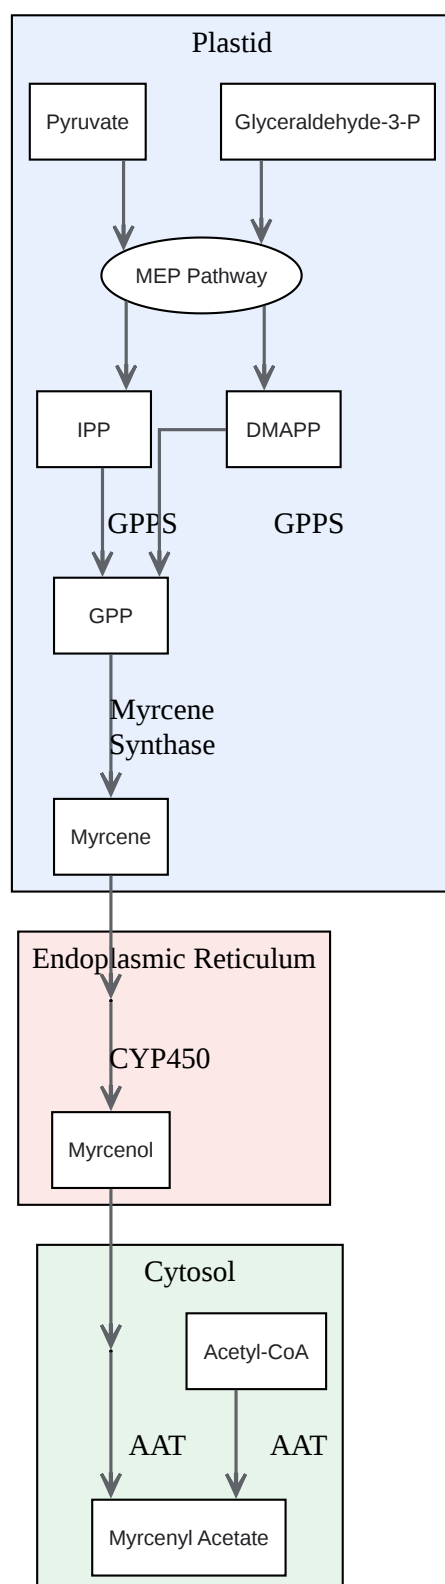 Plastid
Pyruvate
Glyceraldehyde-3-P
MEP Pathway
IPP
DMAPP
GPPS
GPPS
GPP
Myrcene
Synthase
Myrcene
Endoplasmic Reticulum
CYP450
Myrcenol
Cytosol
Acetyl-CoA
AAT
AAT
Myrcenyl Acetate